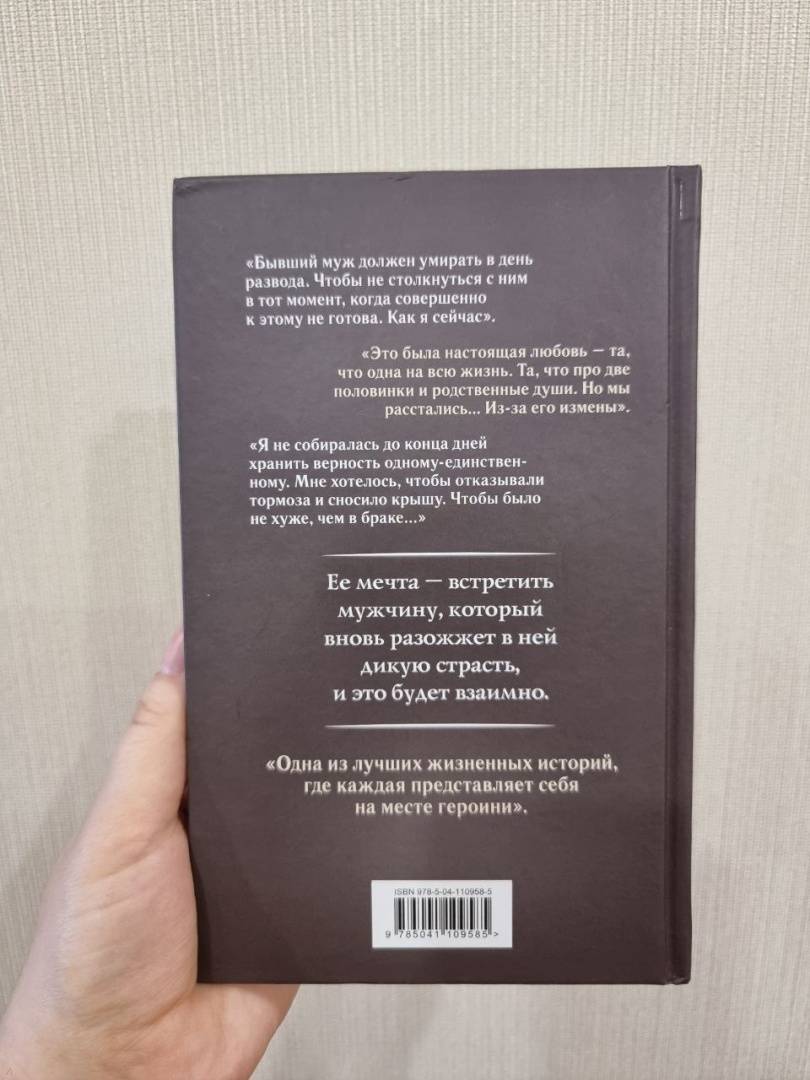 «Бывший муж должен умирать в день
развода. Чтобы не столкнуться с ним
в тот момент, когда совершенно
к этому не готова. Как я сейчас».
«Это была настоящая любовь — та,
что одна на всю жизнь. Та, что про две
половинки и родственные души. Но мы
расстались... Из-за его измены».
«Я не собиралась до конца дней
хранить верность одному-единствен-
ному. Мне хотелось, чтобы отказывали
тормоза и сносило крышу. Чтобы было
не хуже, чем в браке...»
Ее мечта — встретить
мужчину, который
вновь разожжет в ней
дикую страсть,
и это будет взаимно.
«Одна из лучших жизненных историй,
где каждая представляет себя
на месте героини».
ISBN 978-5-04-110958-5
9 785041 109585 >